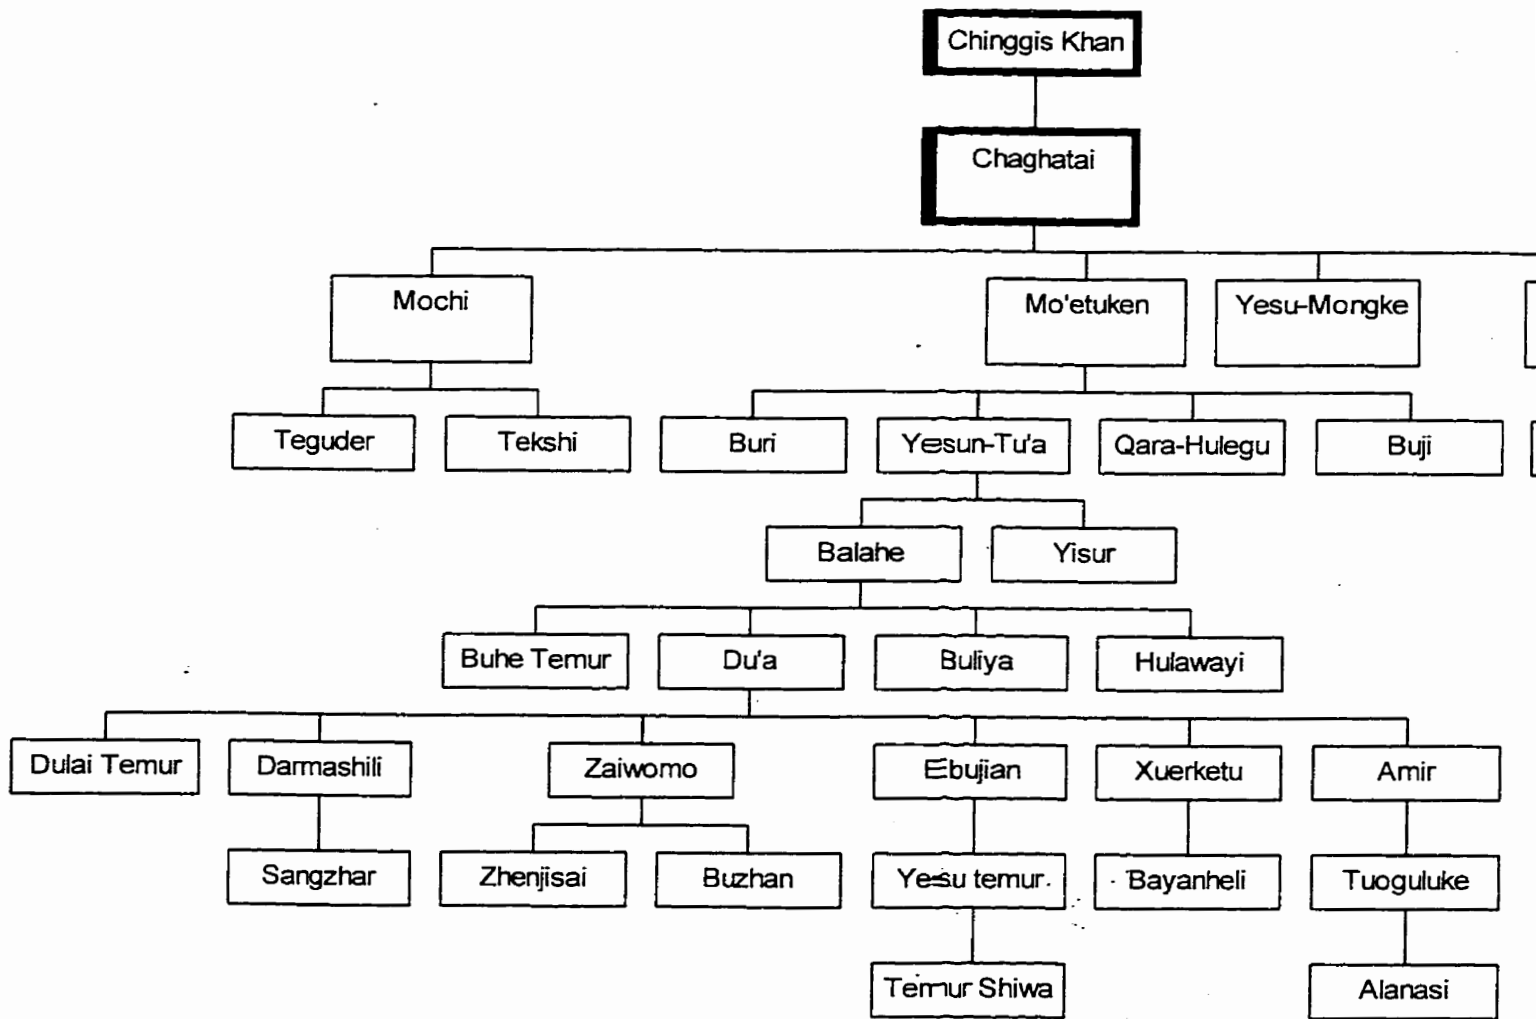 Chinggis Khan
Chaghatai
Mochi
Mo'etuken
Yesu-Mongke
Teguder
Tekshi
Buri
Yesun-Tu'a
Qara-Hulegu
Buji
Balahe
Yisur
Buhe Temur
Du'a
Buliya
Hulawayi
Dulai Temur
Darmashili
Zaiwomo
Ebujian
Xuerketu
Amir
Sangzhar
Zhenjisai
Buzhan
Yesu temur
Bayanheli
Tuoguluke
Temur Shiwa
Alanasi